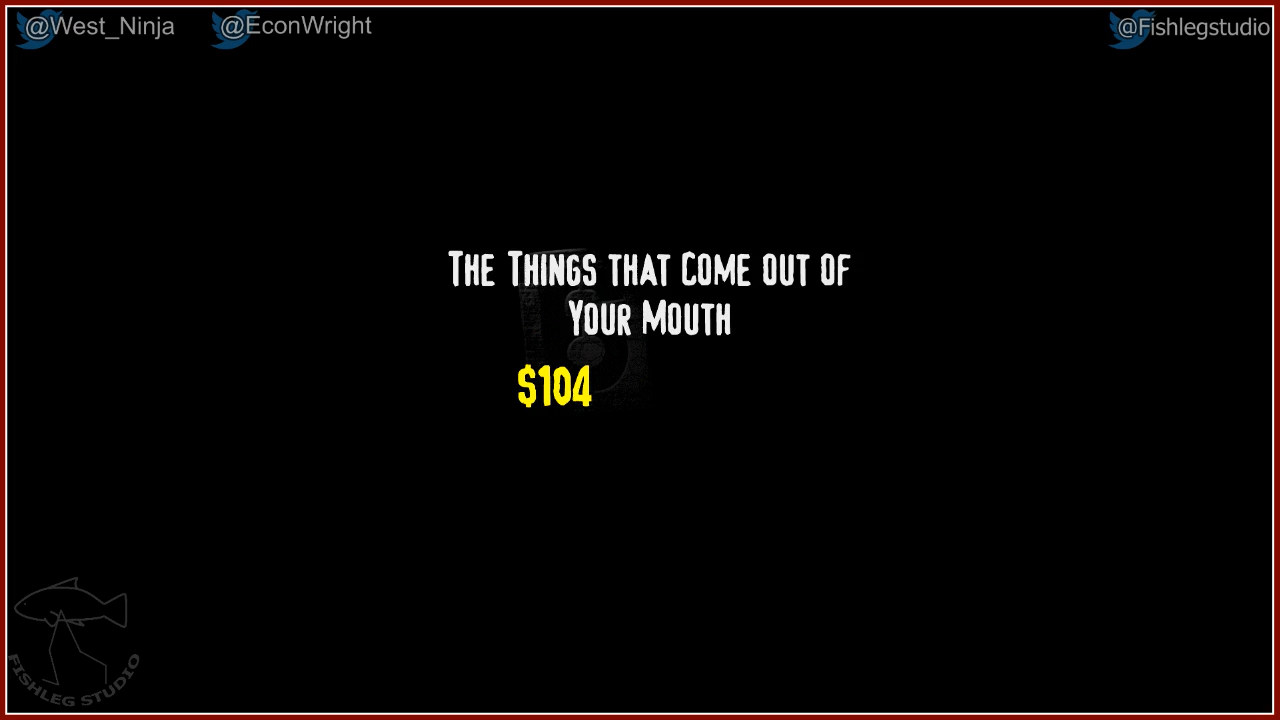 @West_Ninja @EconWright @Fishlegstudio
The Things that Come out of
Your Mouth
$104
FISHLEG STUDIO